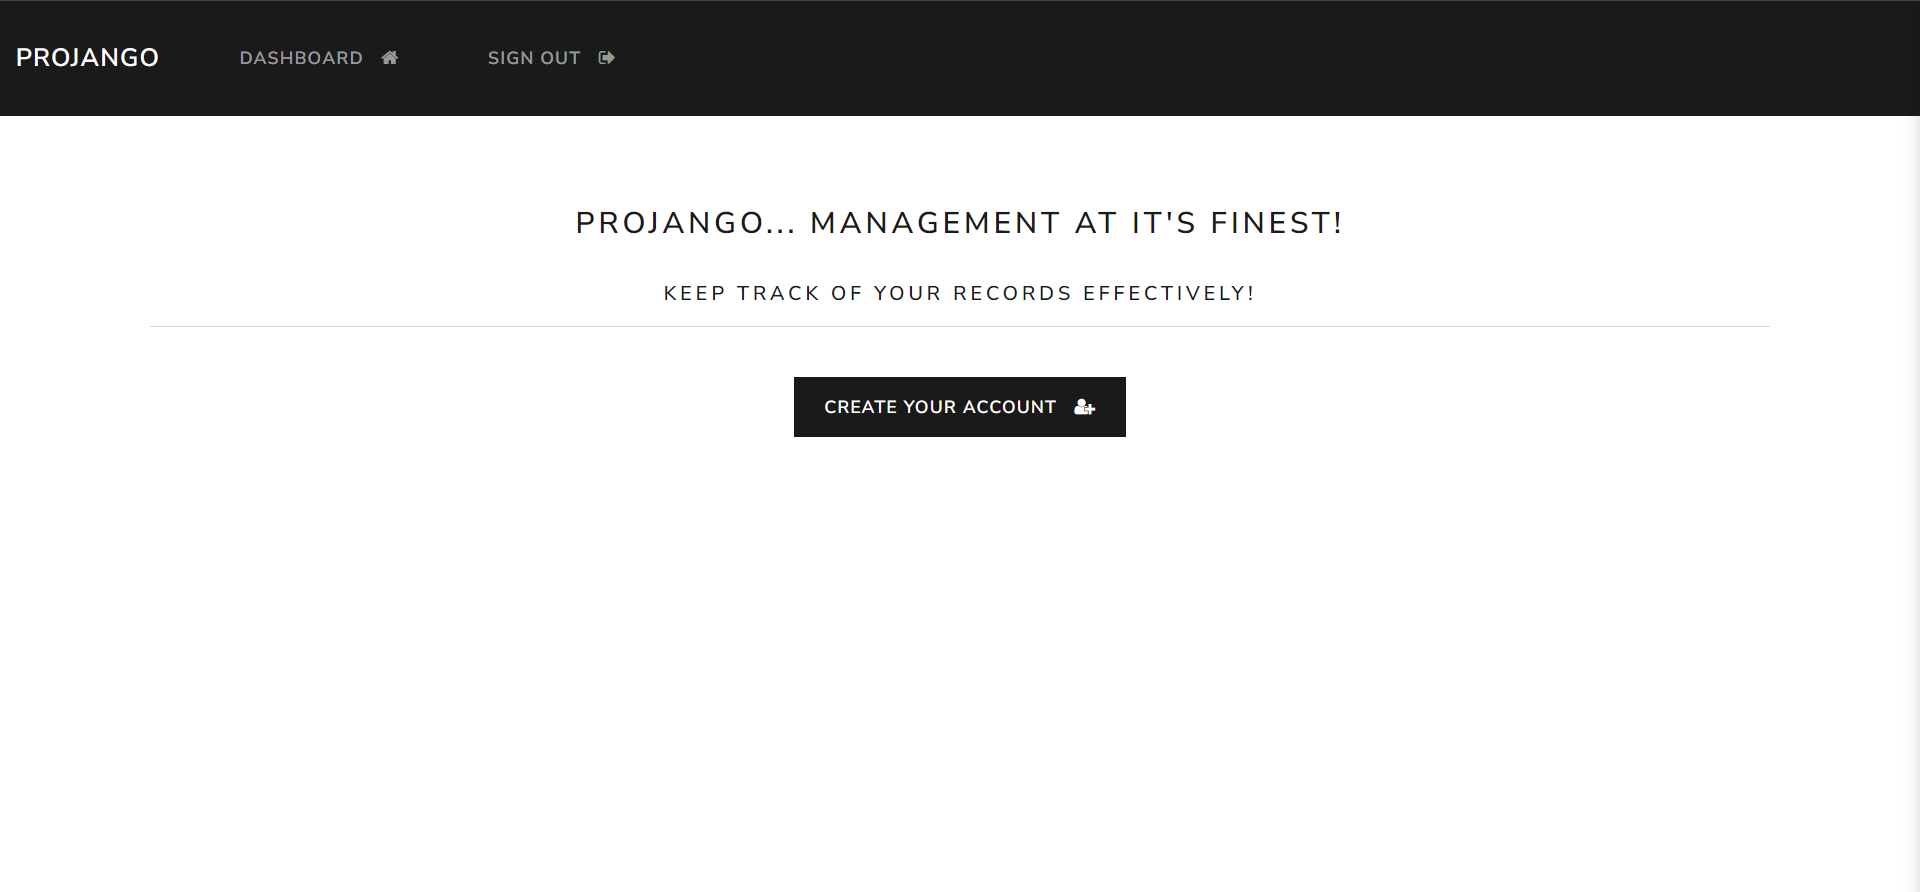 PROJANGO DASHBOARD SIGN OUT
PROJANGO... MANAGEMENT AT IT'S FINEST!
KEEP TRACK OF YOUR RECORDS EFFECTIVELY!
CREATE YOUR ACCOUNT